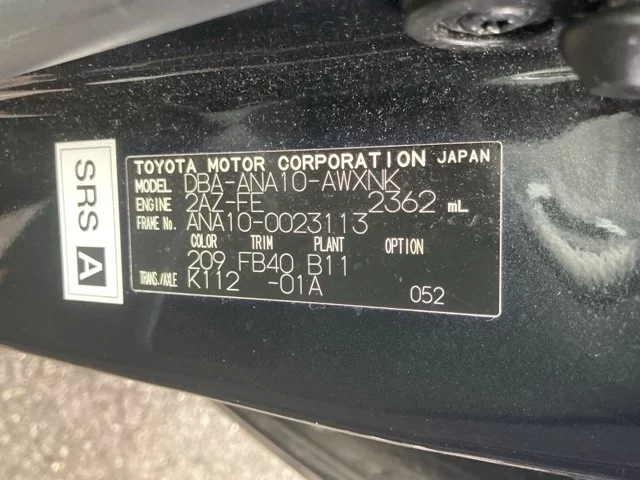 SRS A
TOYOTA MOTOR CORPORATION JAPAN
MODEL DBA-ANA10-AWXNK
ENGINE 2AZ-FE 2362 mL
FRAME No. ANA10-0023113
COLOR TRIM PLANT OPTION
209 FB40 B11
TRANS./AXLE K112 -01A 052